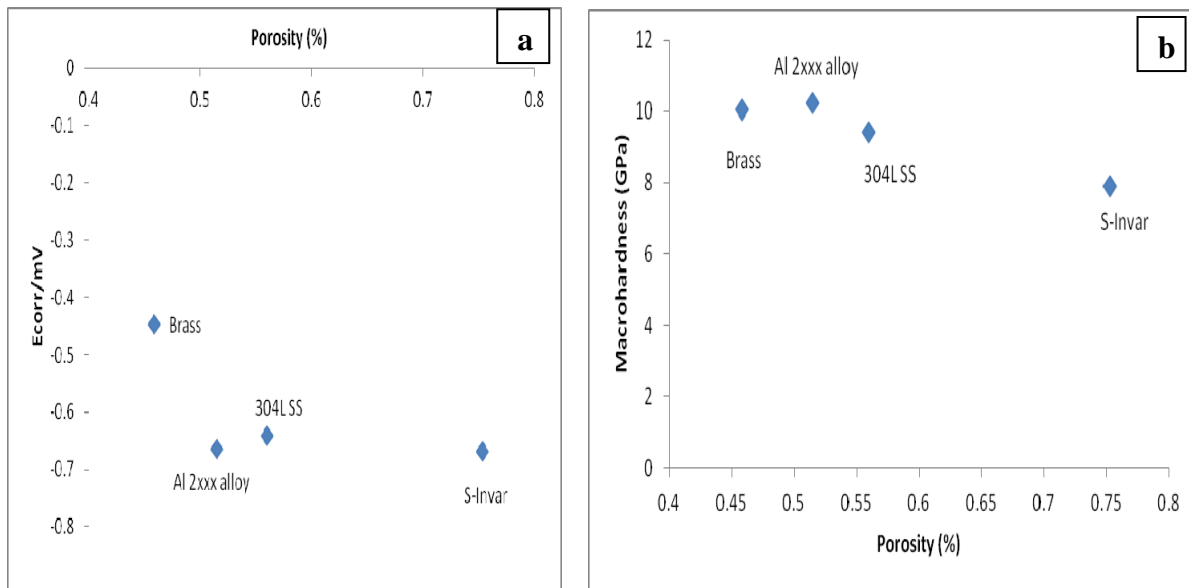 a
Porosity (%)
0
0.4 0.5 0.6 0.7 0.8
-0.1
-0.2
-0.3
-0.4
-0.5
-0.6
-0.7
-0.8
Ecorr/mV
Brass
304L SS
Al 2xxx alloy
S-Invar
b
12
10
8
6
4
2
0
Macrohardness (GPa)
Al 2xxx alloy
Brass
304L SS
S-Invar
0.4 0.45 0.5 0.55 0.6 0.65 0.7 0.75 0.8
Porosity (%)